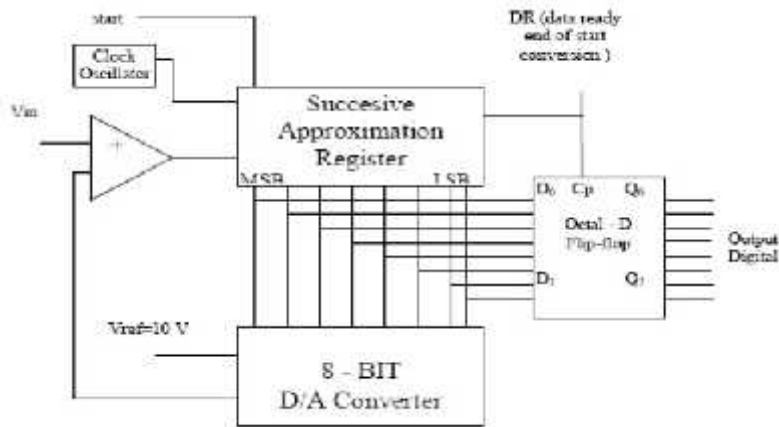 start
DR (data ready
end of start
conversion )
Clock
Oscillator
Vin
Succesive
Approximation
Register
MSB
LSB
D₀ Cp Q₀
Octal - D
Flip-flop
D₇ Q₇
Output
Digital
Vref=10 V
8 - BIT
D/A Converter
+